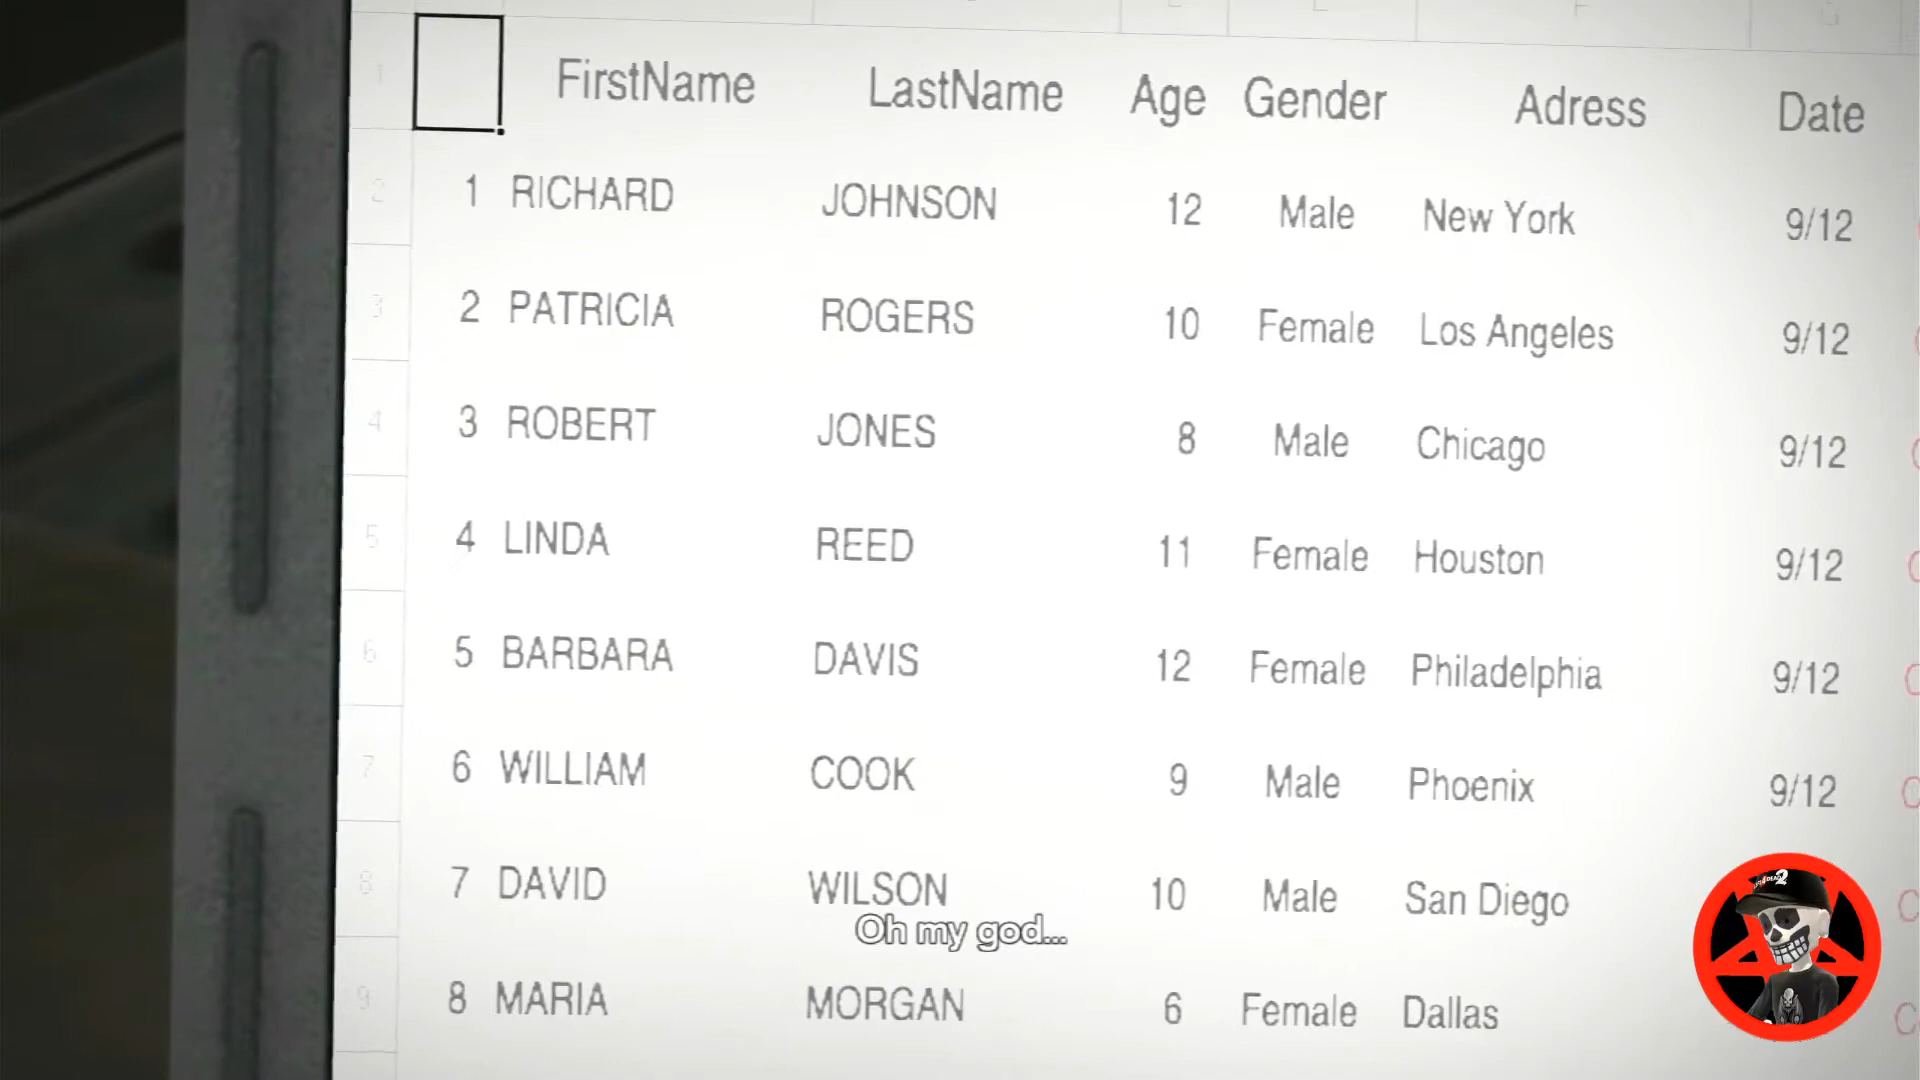 FirstName LastName Age Gender Adress Date
1 RICHARD JOHNSON 12 Male New York 9/12
2 PATRICIA ROGERS 10 Female Los Angeles 9/12
3 ROBERT JONES 8 Male Chicago 9/12
4 LINDA REED 11 Female Houston 9/12
5 BARBARA DAVIS 12 Female Philadelphia 9/12
6 WILLIAM COOK 9 Male Phoenix 9/12
7 DAVID WILSON 10 Male San Diego
Oh my god...
8 MARIA MORGAN 6 Female Dallas